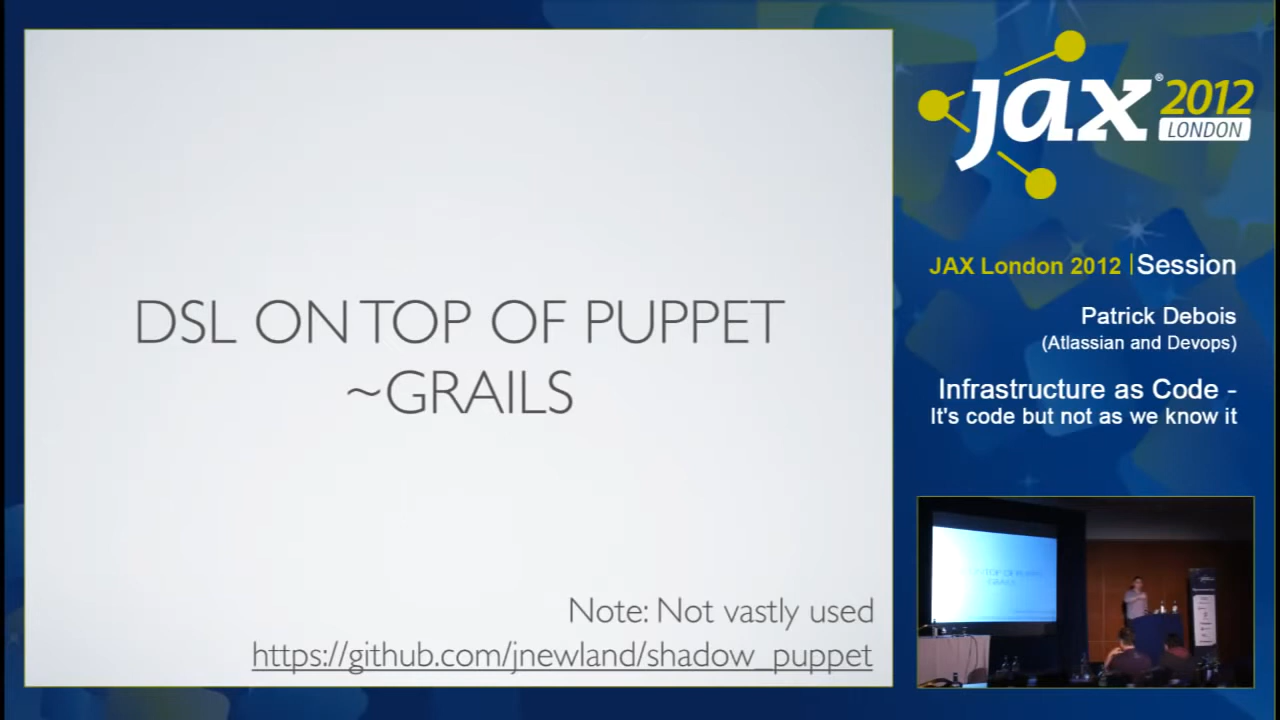 DSL ON TOP OF PUPPET
~GRAILS
Note: Not vastly used
https://github.com/jnewland/shadow_puppet
jax® 2012
LONDON
JAX London 2012 | Session
Patrick Debois
(Atlassian and Devops)
Infrastructure as Code -
It's code but not as we know it